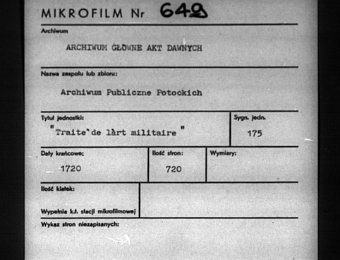 MIKROFILM Nr 648
Archiwum
ARCHIWUM GŁÓWNE AKT DAWNYCH
Nazwa zespołu lub zbioru:
Archiwum Publiczne Potockich
Tytuł jednostki:
Sygn. jedn.
"Traite de lart militaire"
175
Daty krańcowe:
Ilość stron:
Wymiary:
1720
720
Ilość klatek:
Wypełnia k.t. stacji mikrofilmowej
Wykaz stron niezapisanych: